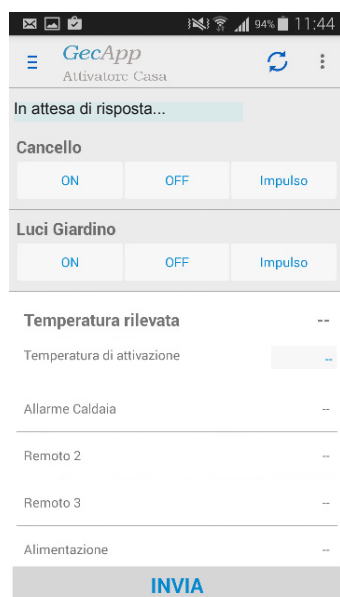 94% 11:44
GecApp
Attivatore Casa
In attesa di risposta...
Cancello
ON OFF Impulso
Luci Giardino
ON OFF Impulso
Temperatura rilevata --
Temperatura di attivazione --
Allarme Caldaia --
Remoto 2 --
Remoto 3 --
Alimentazione --
INVIA